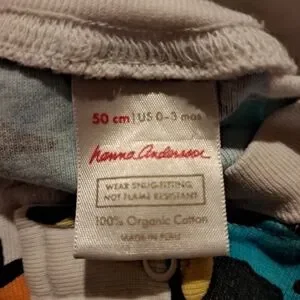 50 cm | US 0-3 mos
hanna andersson
WEAR SNUG-FITTING,
NOT FLAME RESISTANT
100% Organic Cotton
MADE IN PERU